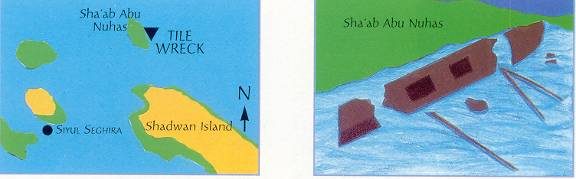 Sha'ab Abu
Nuhas
TILE
WRECK
N
SIYUL SEGHIRA
Shadwan Island
Sha'ab Abu Nuhas